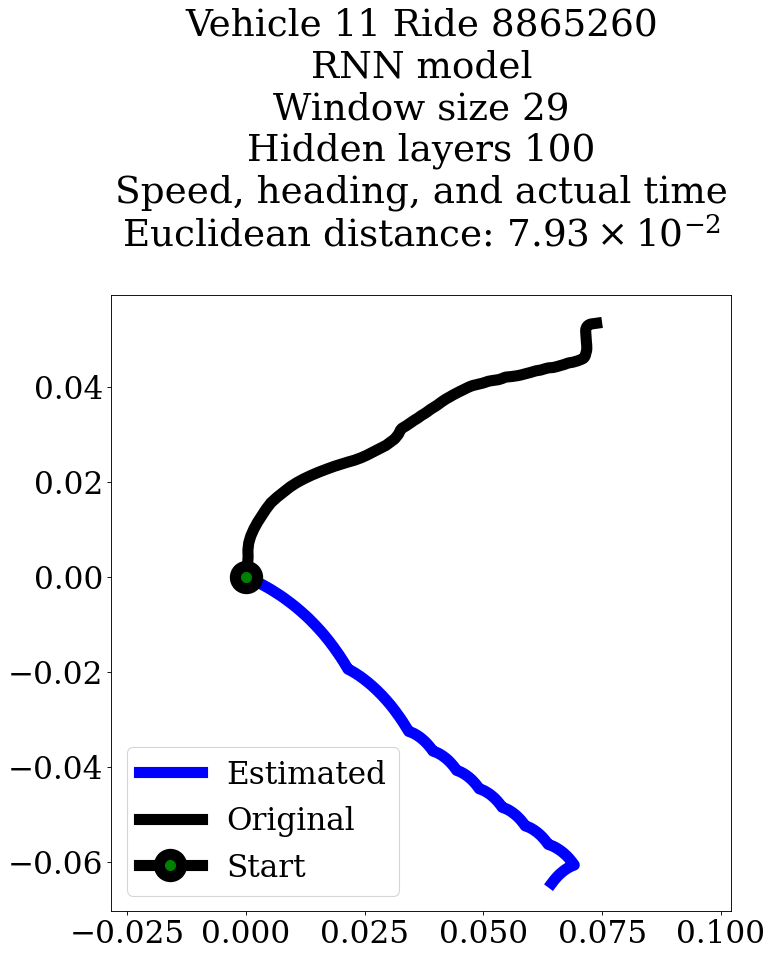 Vehicle 11 Ride 8865260
RNN model
Window size 29
Hidden layers 100
Speed, heading, and actual time
Euclidean distance: 7.93 × 10⁻²
0.04
0.02
0.00
−0.02
−0.04
−0.06
Estimated
Original
Start
−0.025 0.000 0.025 0.050 0.075 0.100